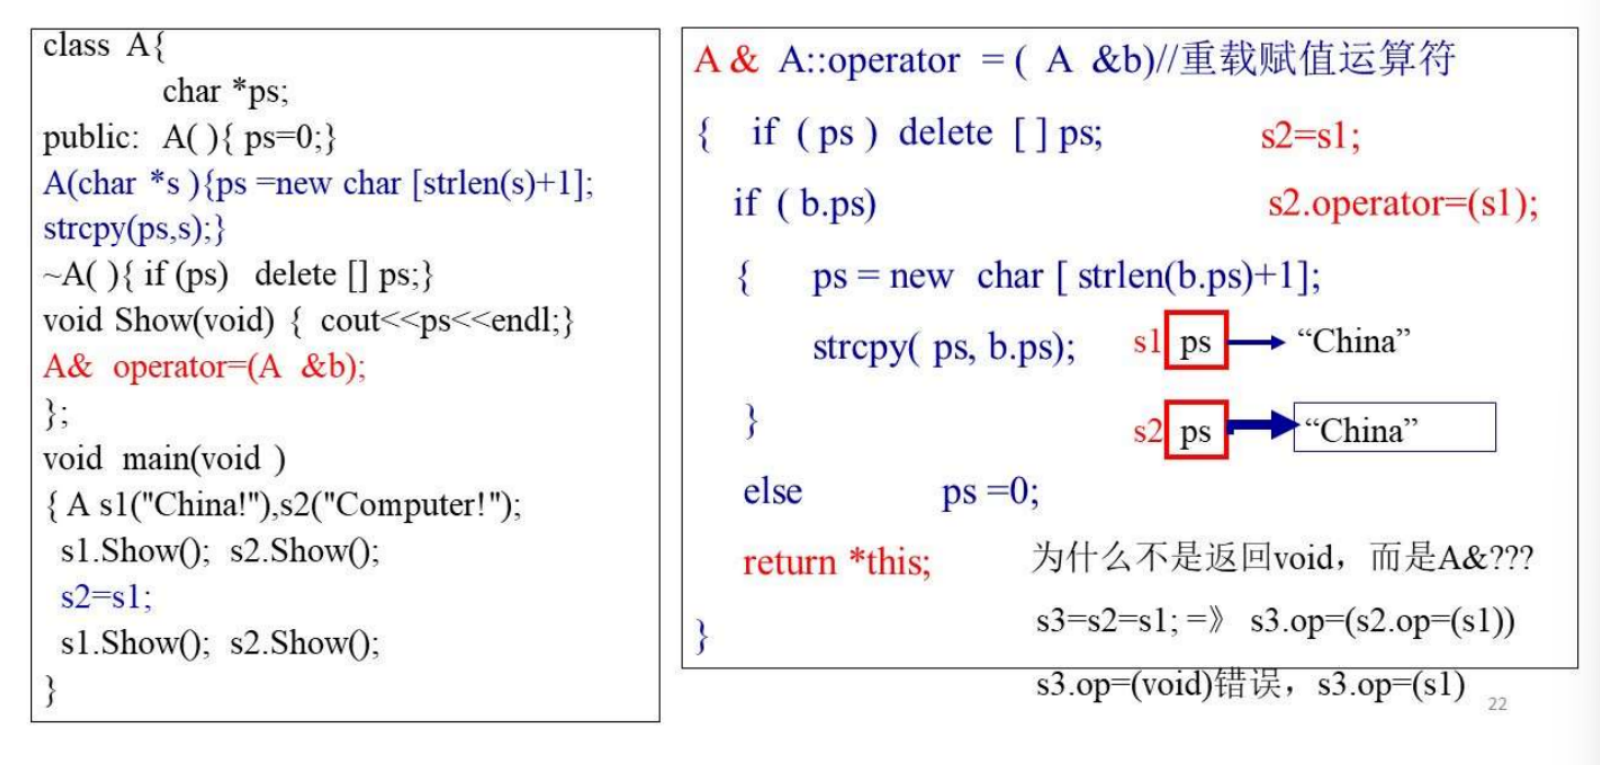 class A{
char *ps;
public: A( ){ ps=0;}
A(char *s ){ps =new char [strlen(s)+1];
strcpy(ps,s);}
~A( ){ if (ps) delete [] ps;}
void Show(void) { cout<<ps<<endl;}
A& operator=(A &b);
};
void main(void )
{ A s1("China!"),s2("Computer!");
s1.Show(); s2.Show();
s2=s1;
s1.Show(); s2.Show();
}
A & A::operator = ( A &b)//重载赋值运算符
{ if ( ps ) delete [ ] ps;
s2=s1;
if ( b.ps)
s2.operator=(s1);
{ ps = new char [ strlen(b.ps)+1];
strcpy( ps, b.ps);
s1 ps “China”
}
s2 ps “China”
else ps =0;
return *this;
为什么不是返回void，而是A&???
s3=s2=s1; =》 s3.op=(s2.op=(s1))
}
s3.op=(void)错误，s3.op=(s1)
22